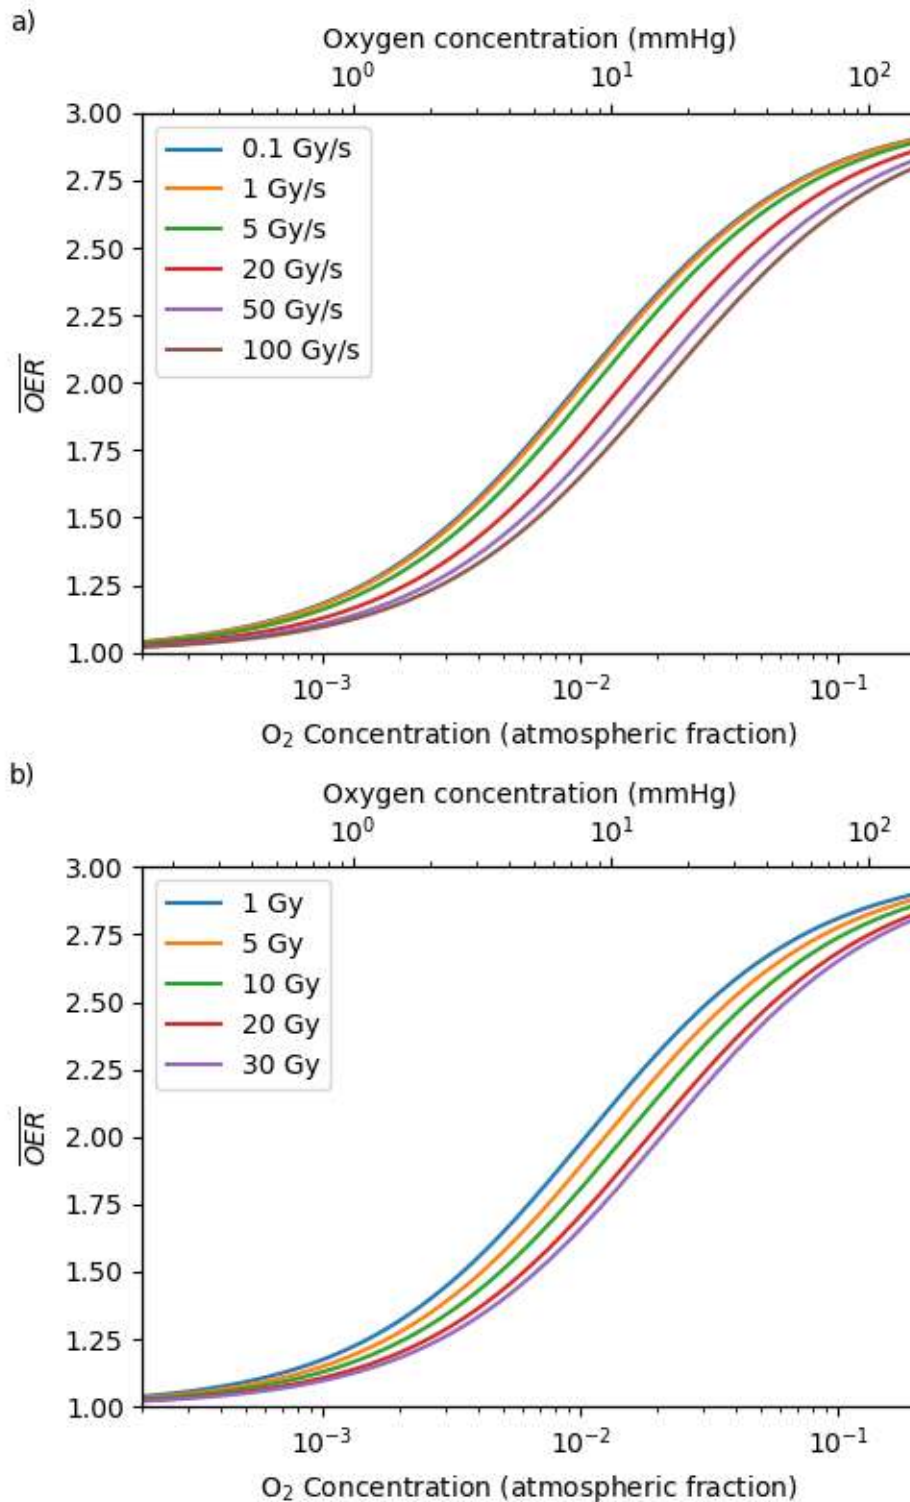 a)
Oxygen concentration (mmHg)
10⁰ 10¹ 10²
3.00
2.75
2.50
2.25
2.00
1.75
1.50
1.25
1.00
OER
0.1 Gy/s
1 Gy/s
5 Gy/s
20 Gy/s
50 Gy/s
100 Gy/s
10⁻³ 10⁻² 10⁻¹
O₂ Concentration (atmospheric fraction)
b)
Oxygen concentration (mmHg)
10⁰ 10¹ 10²
3.00
2.75
2.50
2.25
2.00
1.75
1.50
1.25
1.00
OER
1 Gy
5 Gy
10 Gy
20 Gy
30 Gy
10⁻³ 10⁻² 10⁻¹
O₂ Concentration (atmospheric fraction)